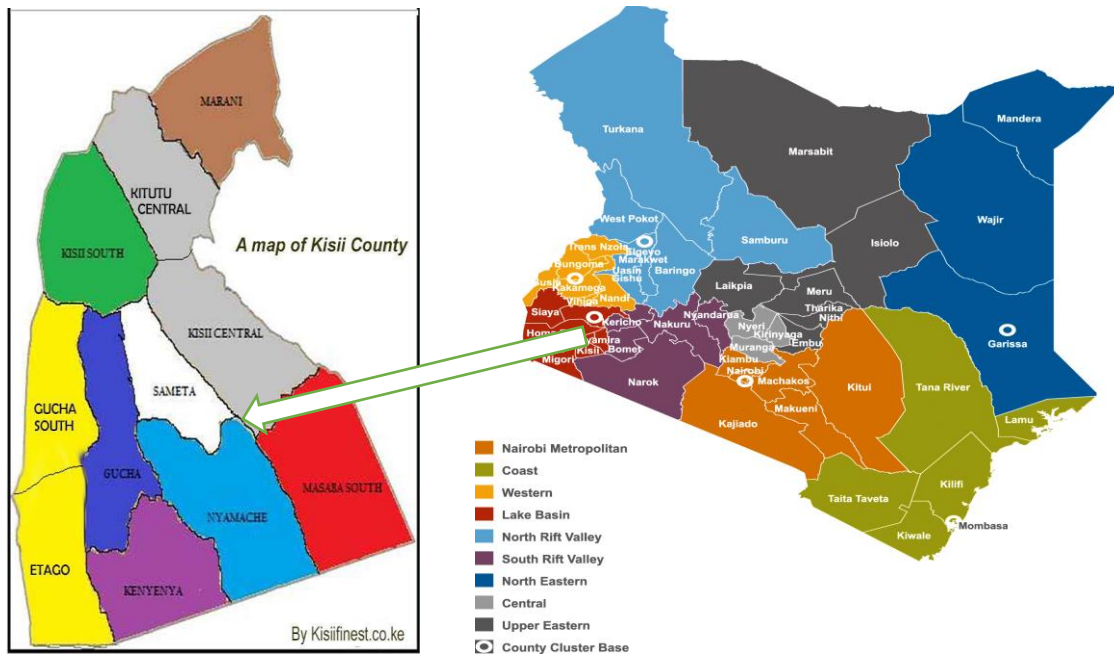 MARANI
KITUTU
CENTRAL
KISII SOUTH
A map of Kisii County
KISII CENTRAL
SAMETA
GUCHA
SOUTH
GUCHA
MASABA SOUTH
NYAMACHE
ETAGO
KENYENYA
By Kisiifinest.co.ke
Mandera
Turkana
Marsabit
Wajir
West Pokot
Samburu
Isiolo
Trans Nzoia
Elgeyo
Marakwet
Bungoma
Baringo
Uasin
Gishu
Busia
Kakamega
Laikpia
Meru
Vihiga
Nandi
Tharika
Nithi
Siaya
Kericho
Nyandarua
Nakuru
Nyeri
Kirinyaga
Embu
Garissa
Homa
yamira
Kisii
Bomet
Muranga
Kiambu
Migori
Nairobi
Machakos
Kitui
Tana River
Narok
Makueni
Kajiado
Lamu
Kilifi
Taita Taveta
Mombasa
Kiwale
Nairobi Metropolitan
Coast
Western
Lake Basin
North Rift Valley
South Rift Valley
North Eastern
Central
Upper Eastern
County Cluster Base